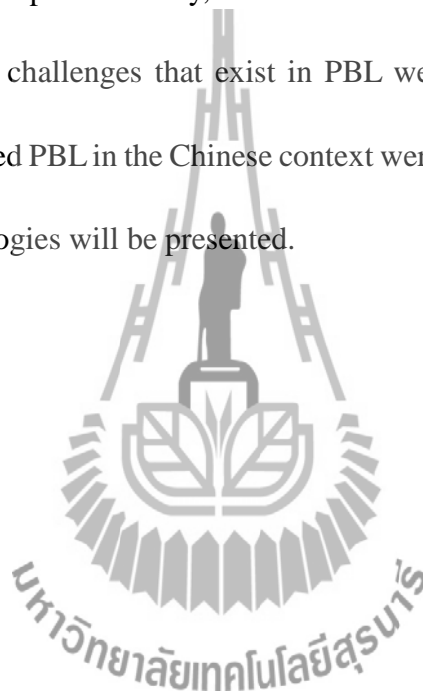 challenges that exist in PBL we
ed PBL in the Chinese context wer
ogies will be presented.
มหาวิทยาลัยเทคโนโลยีสุรนารี